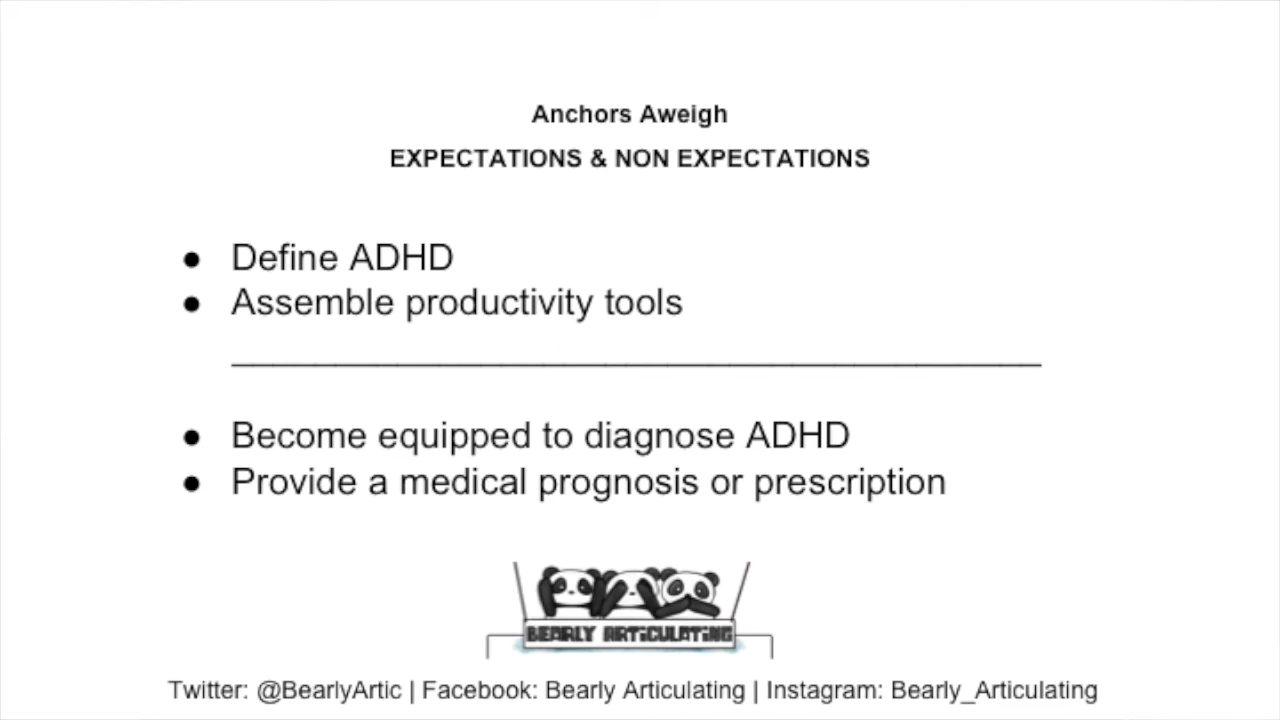 Anchors Aweigh
EXPECTATIONS & NON EXPECTATIONS
● Define ADHD
● Assemble productivity tools
● Become equipped to diagnose ADHD
● Provide a medical prognosis or prescription
BEARLY ARTICULATING
Twitter: @BearlyArtic | Facebook: Bearly Articulating | Instagram: Bearly_Articulating